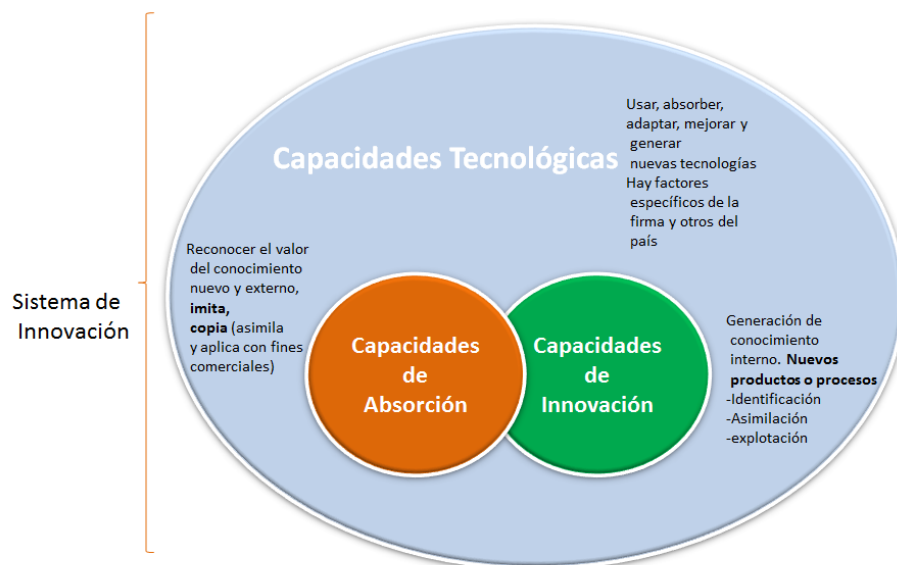 Usar, absorber,
adaptar, mejorar y
generar
nuevas tecnologías
Hay factores
específicos de la
firma y otros del
país
Capacidades Tecnológicas
Reconocer el valor
del conocimiento
nuevo y externo,
imita,
copia (asimila
y aplica con fines
comerciales)
Sistema de
Innovación
Capacidades
de
Absorción
Capacidades
de
Innovación
Generación de
conocimiento
interno. Nuevos
productos o procesos
-Identificación
-Asimilación
-explotación